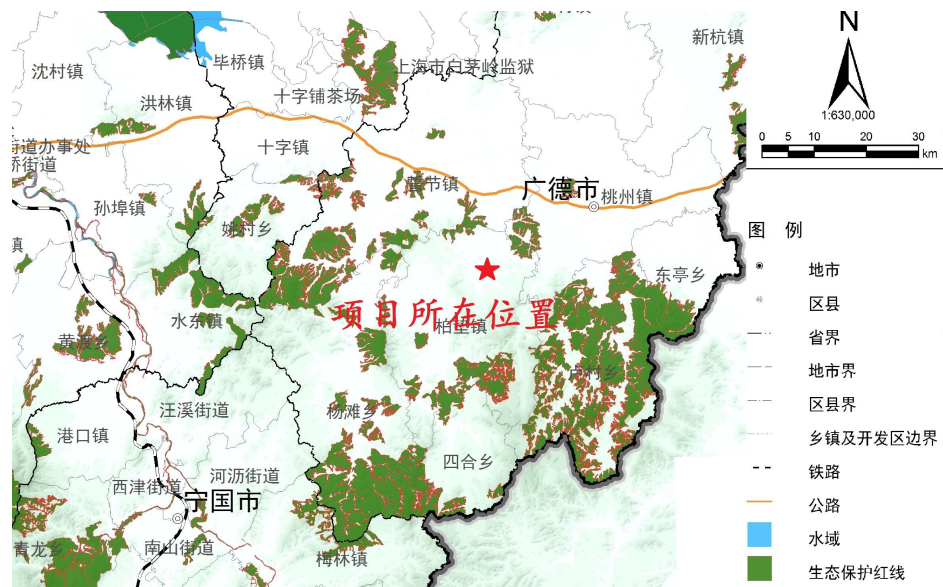 沈村镇
毕桥镇
上海市白茅岭监狱
新杭镇
N
1:630,000
洪林镇
十字铺茶场
0 5 10 20 30
km
街道办事处
桥街道
十字镇
誓节镇
广德市
桃州镇
孙埠镇
姚村乡
镇
图 例
东亭乡
地市
区县
水东镇
项目所在位置
柏垫镇
黄渡乡
省界
卢村乡
地市界
汪溪街道
杨滩乡
区县界
港口镇
乡镇及开发区边界
四合乡
河沥街道
铁路
西津街道
宁国市
公路
水域
青龙乡
南山街道
梅林镇
生态保护红线